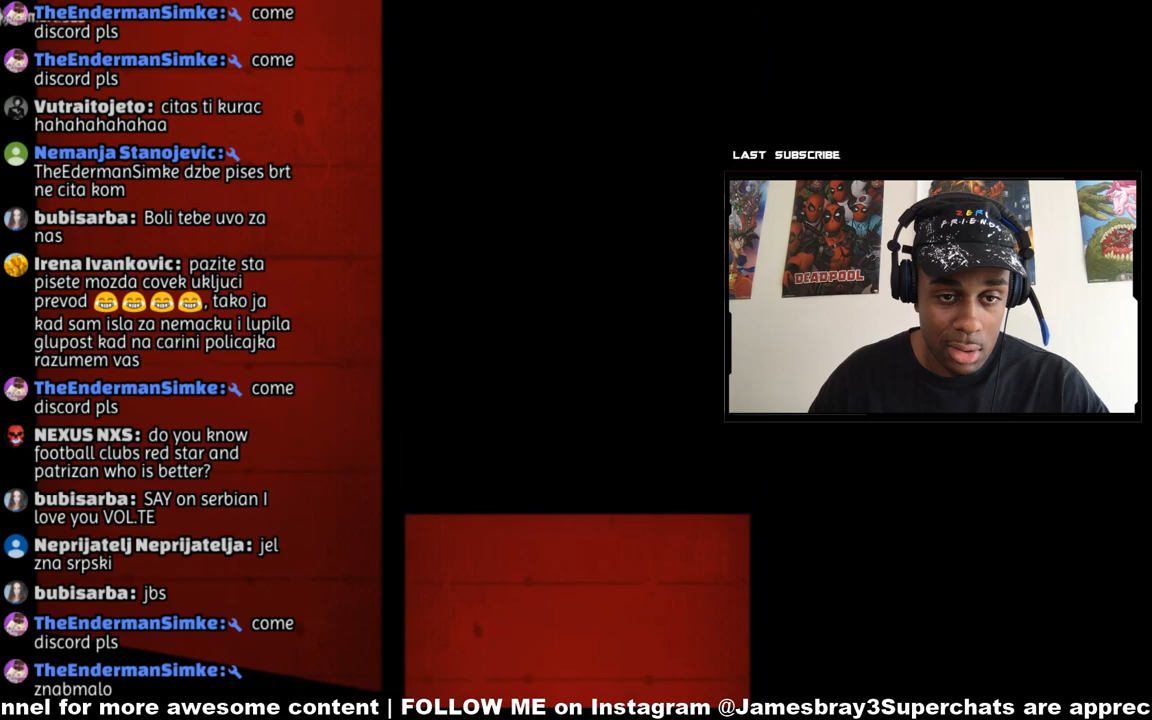 TheEndermanSimke: come
discord pls
TheEndermanSimke: come
discord pls
Vutraitojeto: citas ti kurac
hahahahahahaa
Nemanja Stanojevic:
TheEdermanSimke dzbe pises brt
ne cita kom
bubisarba: Boli tebe uvo za
nas
Irena Ivankovic: pazite sta
pisete mozda covek ukljuci
prevod 😂😂😂😂, tako ja
kad sam isla za nemacku i lupila
glupost kad na carini policajka
razumem vas
TheEndermanSimke: come
discord pls
NEXUS NXS: do you know
football clubs red star and
patrizan who is better?
bubisarba: SAY on serbian I
love you VOL.TE
Neprijatelj Neprijatelja: jel
zna srpski
bubisarba: jbs
TheEndermanSimke: come
discord pls
TheEndermanSimke:
znabmalo
LAST SUBSCRIBE
DEADPOOL
FRIENDS
nnel for more awesome content | FOLLOW ME on Instagram @Jamesbray3Superchats are apprec